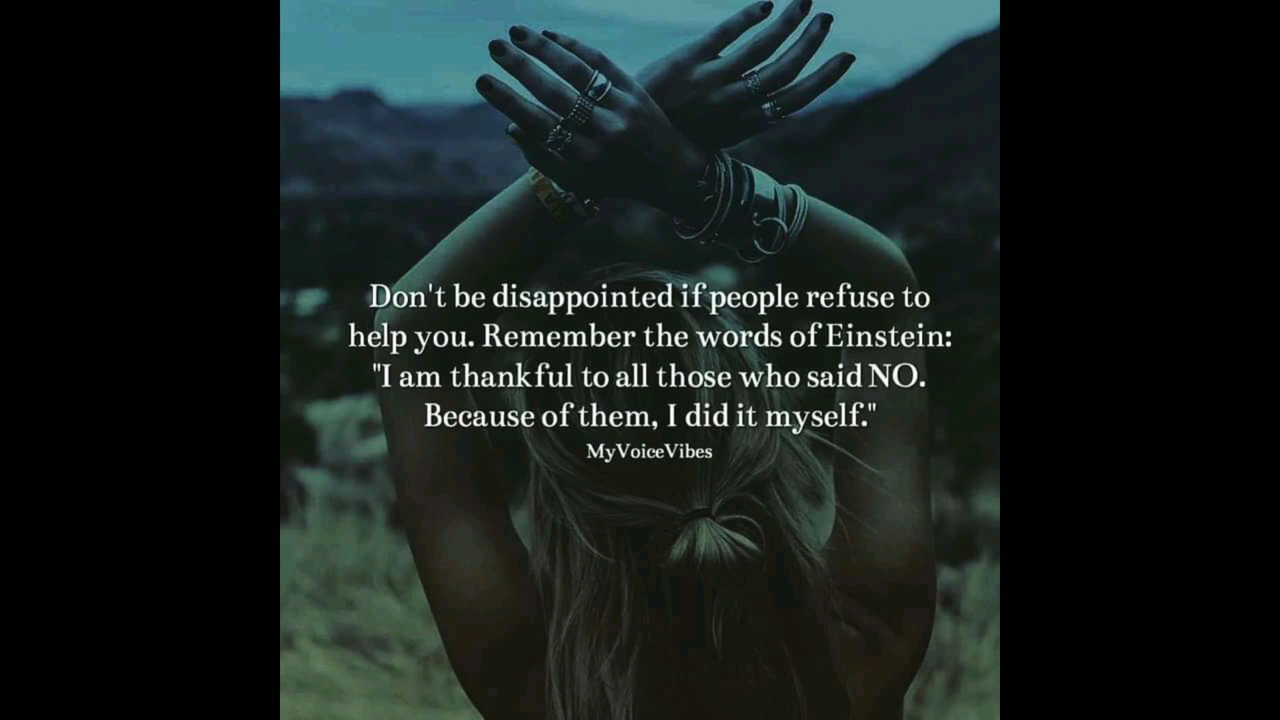 Don't be disappointed if people refuse to
help you. Remember the words of Einstein:
"I am thankful to all those who said NO.
Because of them, I did it myself."
MyVoiceVibes